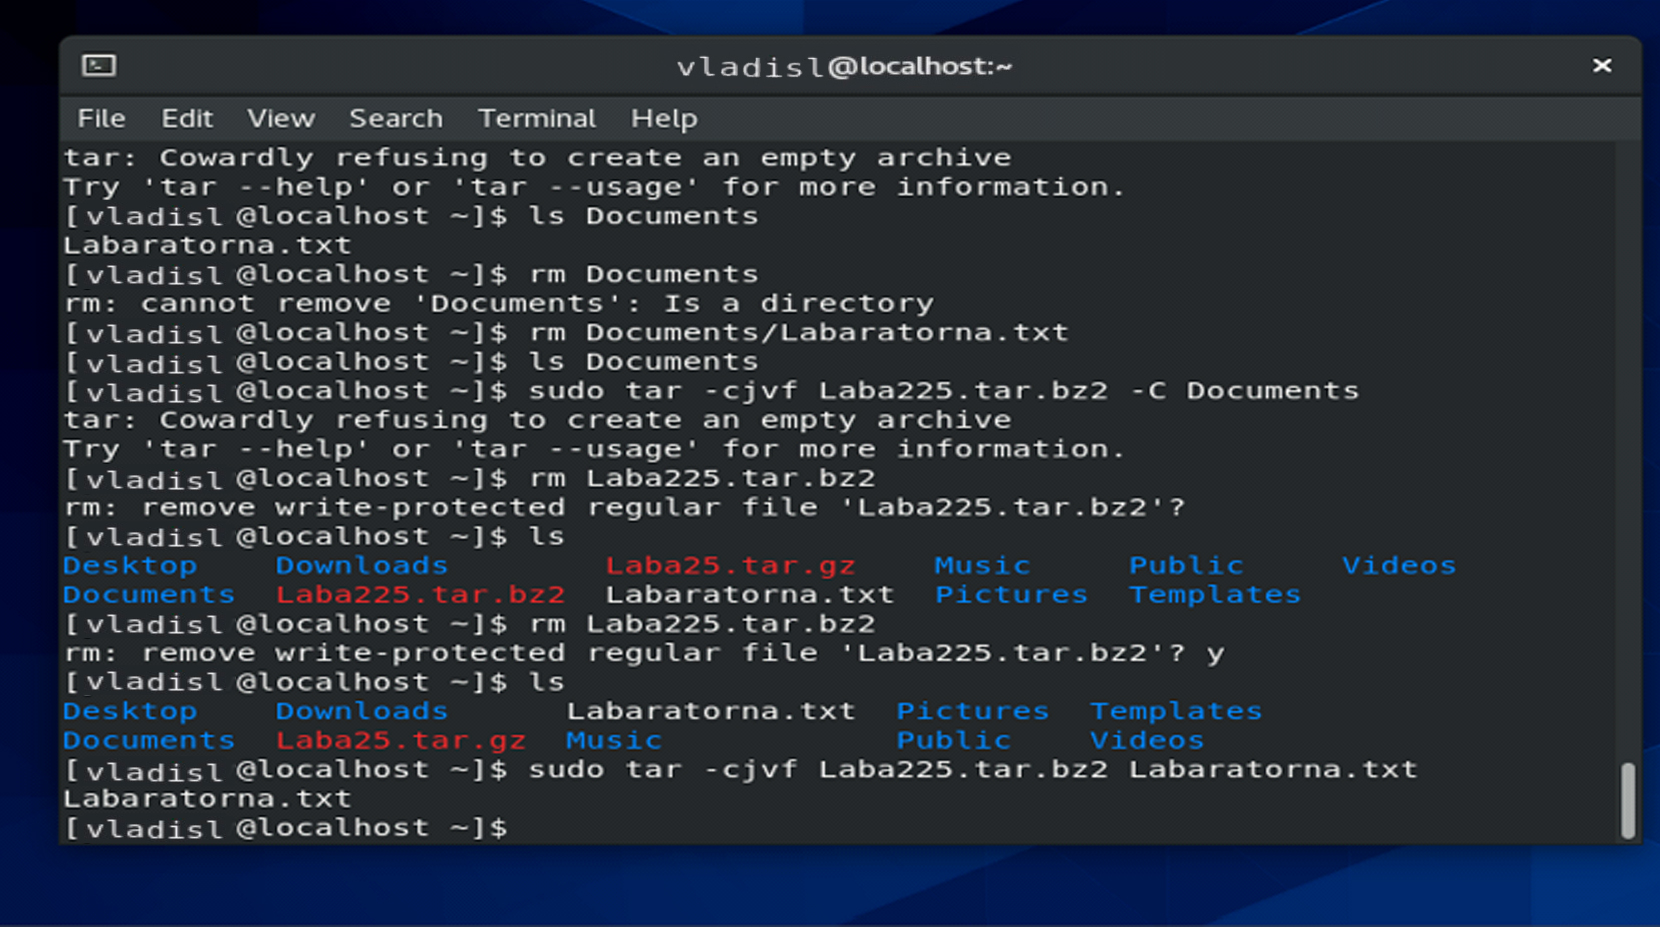 vladisl@localhost:~
File Edit View Search Terminal Help
tar: Cowardly refusing to create an empty archive
Try 'tar --help' or 'tar --usage' for more information.
[vladisl @localhost ~]$ ls Documents
Labaratorna.txt
[vladisl @localhost ~]$ rm Documents
rm: cannot remove 'Documents': Is a directory
[vladisl @localhost ~]$ rm Documents/Labaratorna.txt
[vladisl @localhost ~]$ ls Documents
[vladisl @localhost ~]$ sudo tar -cjvf Laba225.tar.bz2 -C Documents
tar: Cowardly refusing to create an empty archive
Try 'tar --help' or 'tar --usage' for more information.
[vladisl @localhost ~]$ rm Laba225.tar.bz2
rm: remove write-protected regular file 'Laba225.tar.bz2'?
[vladisl @localhost ~]$ ls
Desktop Downloads Laba25.tar.gz Music Public Videos
Documents Laba225.tar.bz2 Labaratorna.txt Pictures Templates
[vladisl @localhost ~]$ rm Laba225.tar.bz2
rm: remove write-protected regular file 'Laba225.tar.bz2'? y
[vladisl @localhost ~]$ ls
Desktop Downloads Labaratorna.txt Pictures Templates
Documents Laba25.tar.gz Music Public Videos
[vladisl @localhost ~]$ sudo tar -cjvf Laba225.tar.bz2 Labaratorna.txt
Labaratorna.txt
[vladisl @localhost ~]$